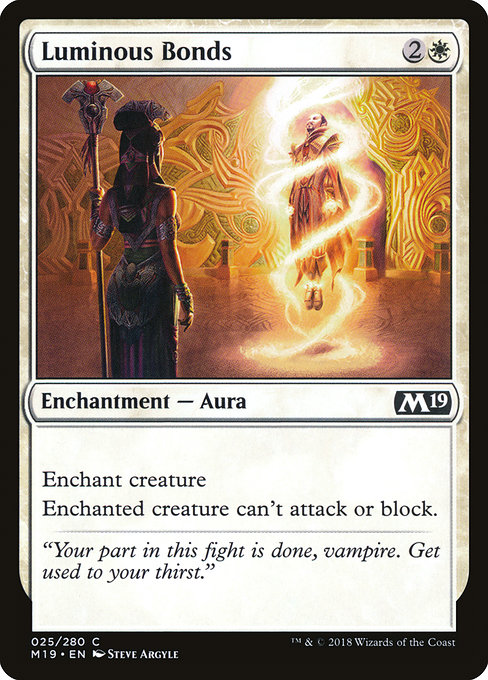 Luminous Bonds 2
Enchantment — Aura M19
Enchant creature
Enchanted creature can't attack or block.
“Your part in this fight is done, vampire. Get
used to your thirst.”
025/280 C ™ & © 2018 Wizards of the Coast
M19 • EN Steve Argyle